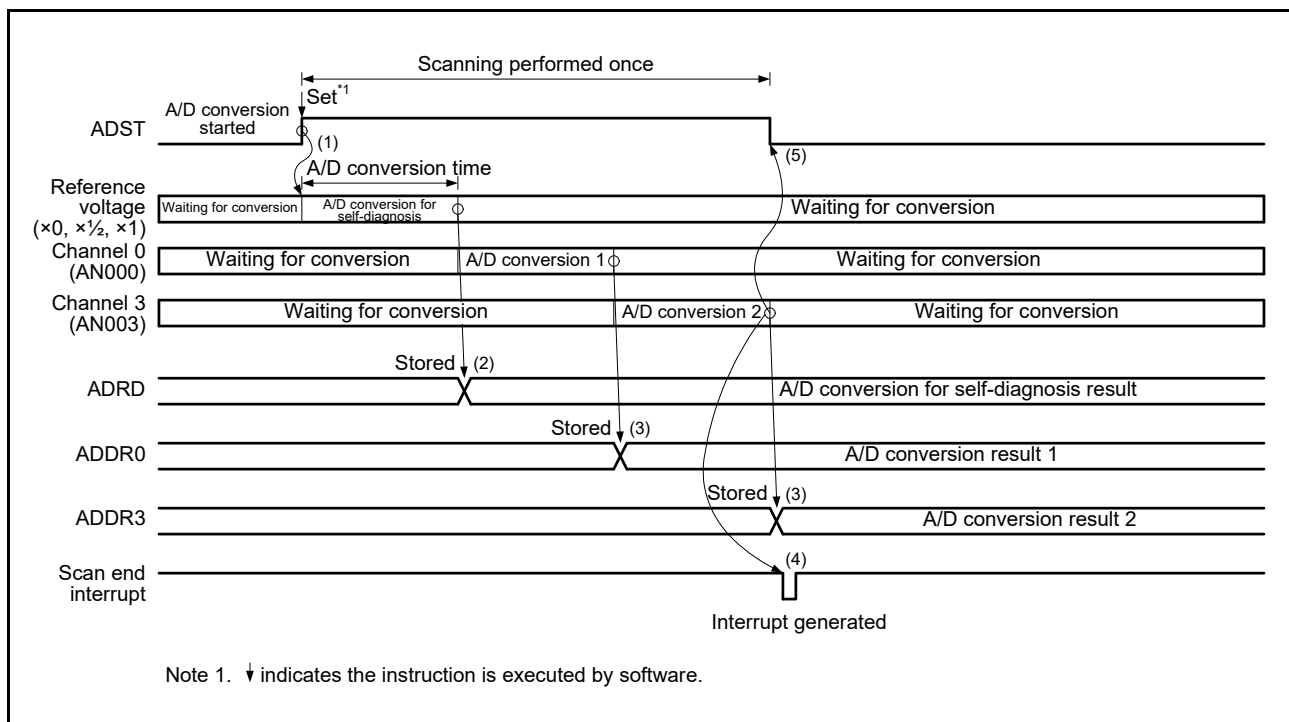 Scanning performed once
Set*1
A/D conversion
started
ADST
(1)
(5)
A/D conversion time
Reference
voltage
(×0, ×½, ×1)
Waiting for conversion
A/D conversion for
self-diagnosis
Waiting for conversion
Channel 0
(AN000)
Waiting for conversion
A/D conversion 1
Waiting for conversion
Channel 3
(AN003)
Waiting for conversion
A/D conversion 2
Waiting for conversion
Stored (2)
ADRD
A/D conversion for self-diagnosis result
Stored (3)
ADDR0
A/D conversion result 1
Stored (3)
ADDR3
A/D conversion result 2
(4)
Scan end
interrupt
Interrupt generated
Note 1. ↓ indicates the instruction is executed by software.